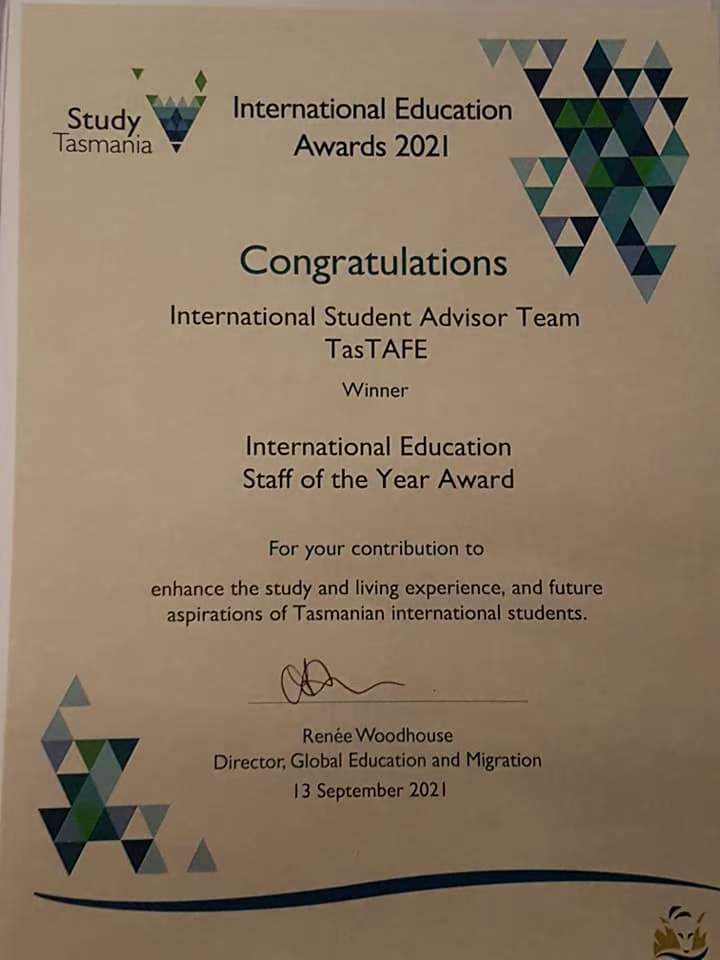 Study
Tasmania
International Education
Awards 2021
Congratulations
International Student Advisor Team
TasTAFE
Winner
International Education
Staff of the Year Award
For your contribution to
enhance the study and living experience, and future
aspirations of Tasmanian international students.
Renée Woodhouse
Director, Global Education and Migration
13 September 2021